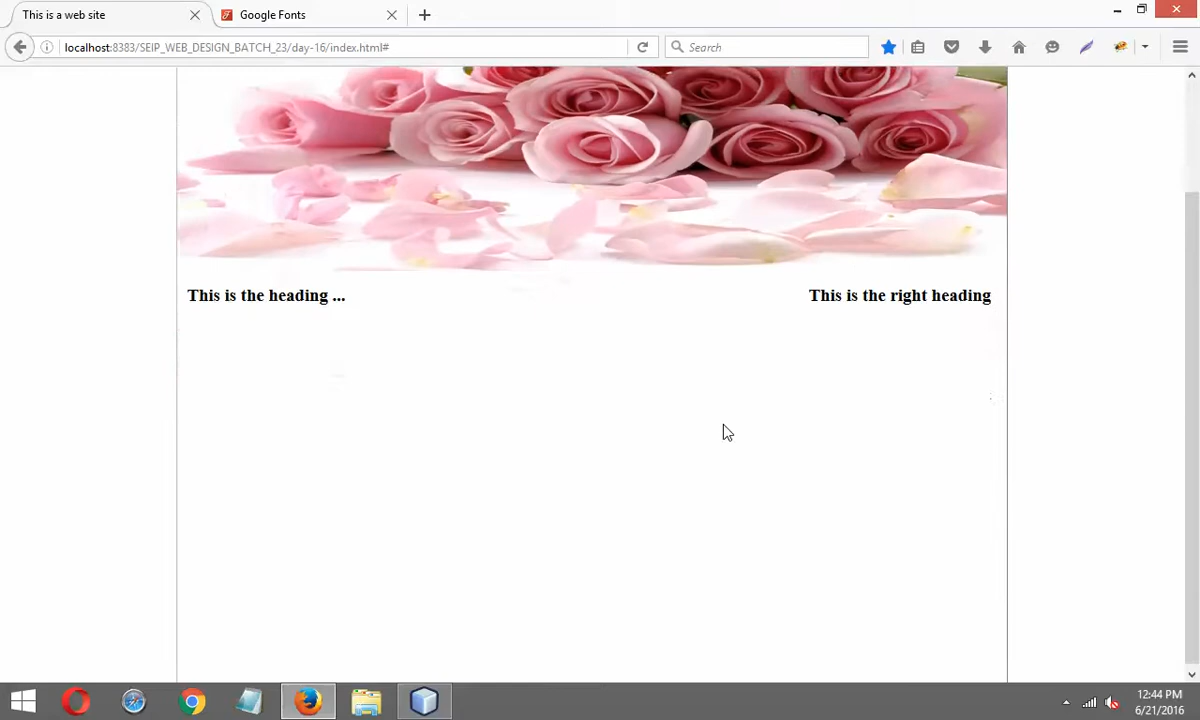 This is a web site
Google Fonts
localhost:8383/SEIP_WEB_DESIGN_BATCH_23/day-16/index.html#
Search
This is the heading ...
This is the right heading
12:44 PM
6/21/2016